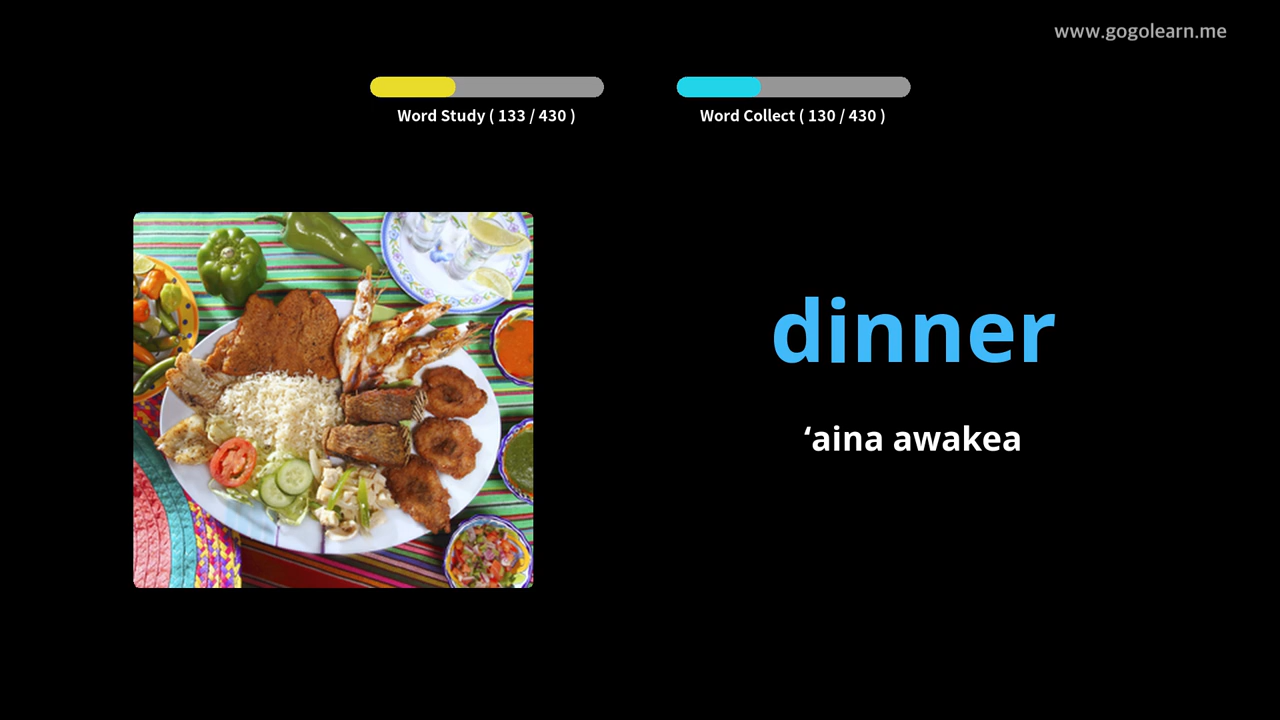 www.gogolearn.me
Word Study ( 133 / 430 )
Word Collect ( 130 / 430 )
dinner
ʻaina awakea